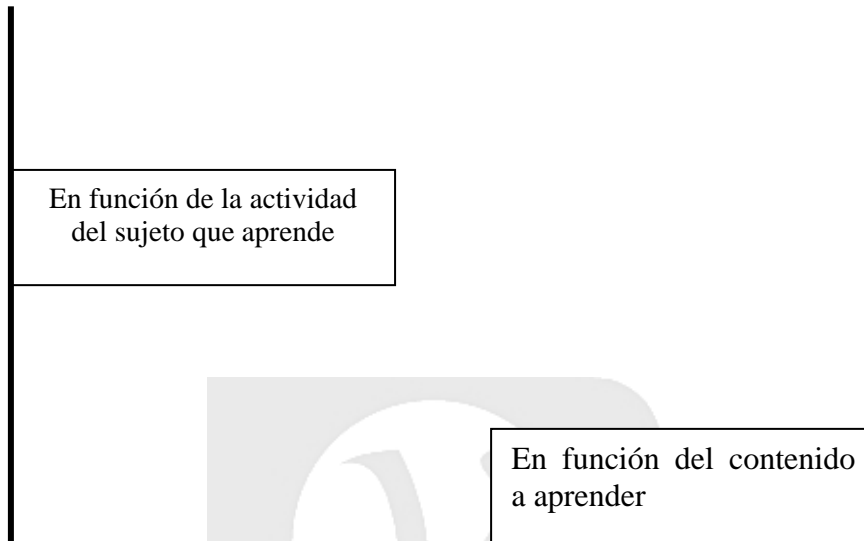 En función de la actividad
del sujeto que aprende
En función del contenido
a aprender